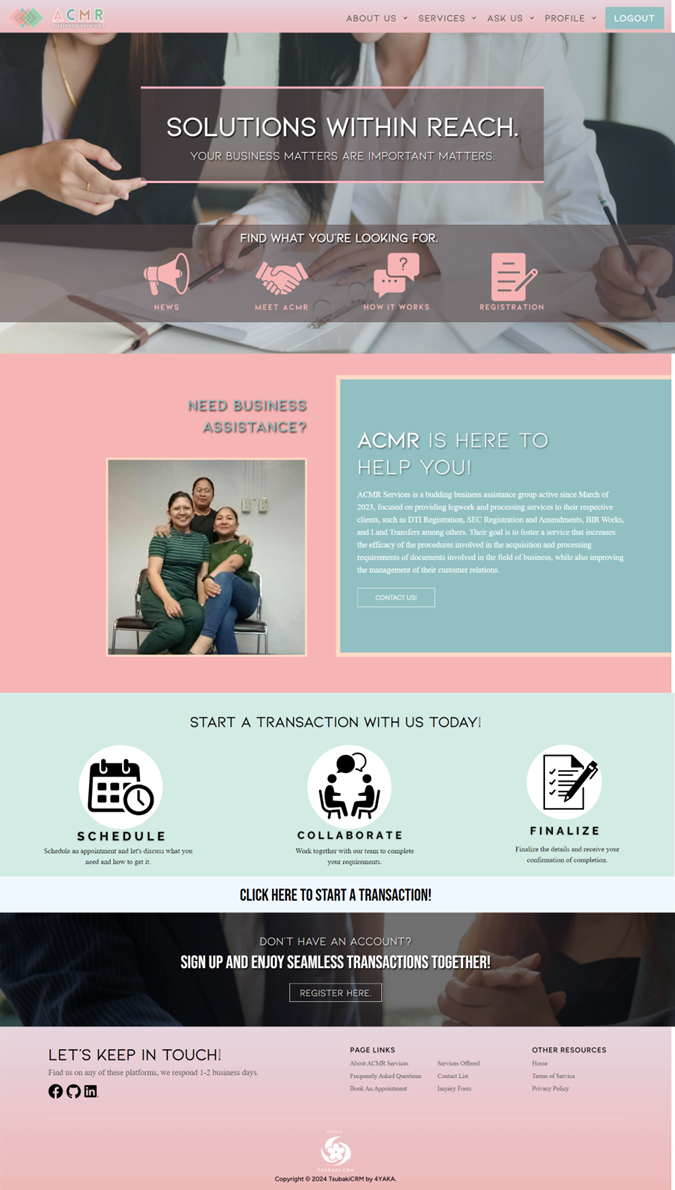 ACMR
ABOUT US
SERVICES
ASK US
PROFILE
LOGOUT
SOLUTIONS WITHIN REACH.
YOUR BUSINESS MATTERS ARE IMPORTANT MATTERS.
FIND WHAT YOU'RE LOOKING FOR.
NEWS
MEET ACMR
HOW IT WORKS
REGISTRATION
NEED BUSINESS
ASSISTANCE?
ACMR IS HERE TO
HELP YOU!
ACMR Services is a budding business assistance group active since March of
2023, focused on providing legwork and processing services to their respective
clients, such as DTI Registration, SEC Registration and Amendments, BIR Works,
and Land Transfers among others. Their goal is to foster a service that increases
the efficacy of the procedures involved in the acquisition and processing
requirements of documents involved in the field of business, while also improving
the management of their customer relations.
CONTACT US!
START A TRANSACTION WITH US TODAY!
SCHEDULE
Schedule an appointment and let's discuss what you
need and how to get it.
COLLABORATE
Work together with our team to complete
your requirements.
FINALIZE
Finalize the details and receive your
confirmation of completion.
CLICK HERE TO START A TRANSACTION!
DON'T HAVE AN ACCOUNT?
SIGN UP AND ENJOY SEAMLESS TRANSACTIONS TOGETHER!
REGISTER HERE.
LET'S KEEP IN TOUCH!
Find us on any of these platforms, we respond 1-2 business days.
PAGE LINKS
About ACMR Services
Frequently Asked Questions
Book An Appointment
Services Offered
Contact List
Inquiry Form
OTHER RESOURCES
Home
Terms of Service
Privacy Policy
4YAKA
TSUBAKI CRM
Copyright © 2024 TsubakiCRM by 4YAKA.